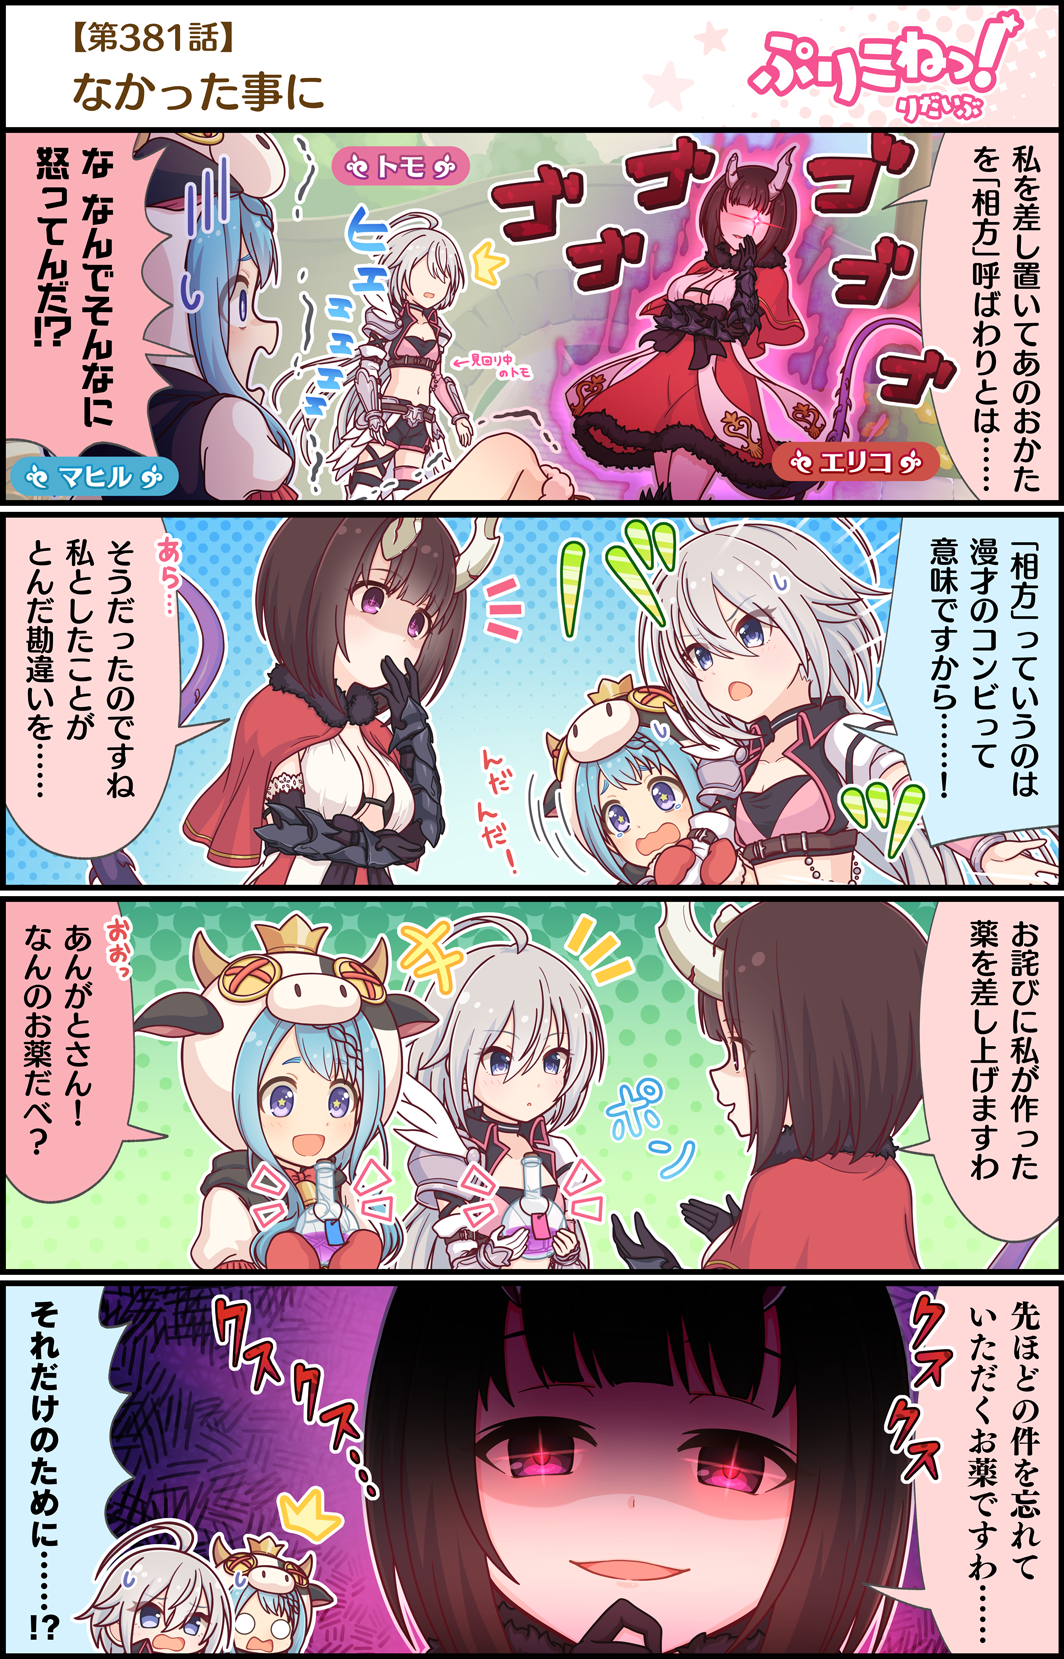 【第381話】
なかった事に
ぷりこねっ!
りだいぶ
私を差し置いてあのおかた
を「相方」呼ばわりとは……
ゴ
ゴ
ゴ
ゴ
ゴ
ゴ
エリコ
トモ
ヒエエエエエ
←見回り中
のトモ
な なんでそんなに
怒ってんだ!?
マヒル
「相方」っていうのは
漫才のコンビって
意味ですから………!
んだんだ!
あら…
そうだったのですね
私としたことが
とんだ勘違いを……
お詫びに私が作った
薬を差し上げますわ
ポン
おおっ
あんがとさん!
なんのお薬だべ?
先ほどの件を忘れて
いただくお薬ですわ……
クスクス
クスクス…
それだけのために……!?